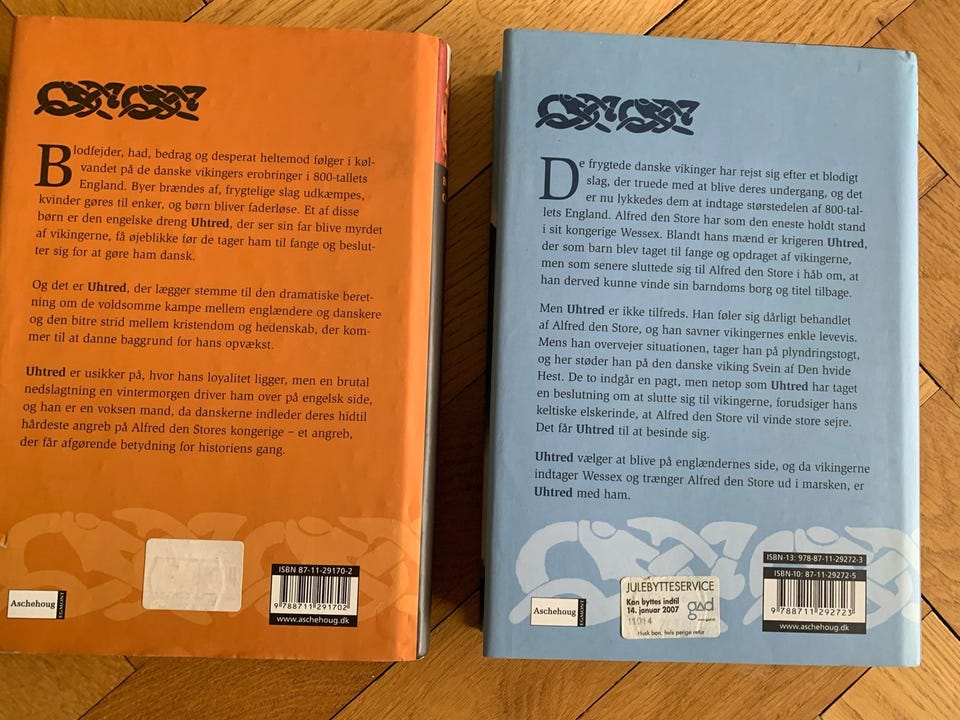 Blodfejder, had, bedrag og desperat heltemod følger i køl-
vandet på de danske vikingers erobringer i 800-tallets
England. Byer brændes af, frygtelige slag udkæmpes,
kvinder gøres til enker, og børn bliver faderløse. Et af disse
børn er den engelske dreng Uhtred, der ser sin far blive myrdet
af vikingerne, få øjeblikke før de tager ham til fange og beslut-
ter sig for at gøre ham dansk.
Og det er Uhtred, der lægger stemme til den dramatiske beret-
ning om de voldsomme kampe mellem englændere og danskere
og den bitre strid mellem kristendom og hedenskab, der kom-
mer til at danne baggrund for hans opvækst.
Uhtred er usikker på, hvor hans loyalitet ligger, men en brutal
nedslagtning en vintermorgen driver ham over på engelsk side,
og han er en voksen mand, da danskerne indleder deres hidtil
hårdeste angreb på Alfred den Stores kongerige – et angreb,
der får afgørende betydning for historiens gang.
Aschehoug
EGMONT
ISBN 87-11-29170-2
9 788711 291702
www.aschehoug.dk
De frygtede danske vikinger har rejst sig efter et blodigt
slag, der truede med at blive deres undergang, og det
er nu lykkedes dem at indtage størstedelen af 800-tal-
lets England. Alfred den Store har som den eneste holdt stand
i sit kongerige Wessex. Blandt hans mænd er krigeren Uhtred,
der som barn blev taget til fange og opdraget af vikingerne,
men som senere sluttede sig til Alfred den Store i håb om, at
han derved kunne vinde sin barndoms borg og titel tilbage.
Men Uhtred er ikke tilfreds. Han føler sig dårligt behandlet
af Alfred den Store, og han savner vikingernes enkle levevis.
Mens han overvejer situationen, tager han på plyndringstogt,
og her støder han på den danske viking Svein af Den hvide
Hest. De to indgår en pagt, men netop som Uhtred har taget
en beslutning om at slutte sig til vikingerne, forudsiger hans
keltiske elskerinde, at Alfred den Store vil vinde store sejre.
Det får Uhtred til at besinde sig.
Uhtred vælger at blive på englændernes side, og da vikingerne
indtager Wessex og trænger Alfred den Store ud i marsken, er
Uhtred med ham.
Aschehoug
EGMONT
JULEBYTTESERVICE
Kan byttes indtil
14. januar 2007
gad
11014
Husk bon, hvis penge retur
ISBN-13: 978-87-11-29272-3
ISBN-10: 87-11-29272-5
9 788711 292723
www.aschehoug.dk